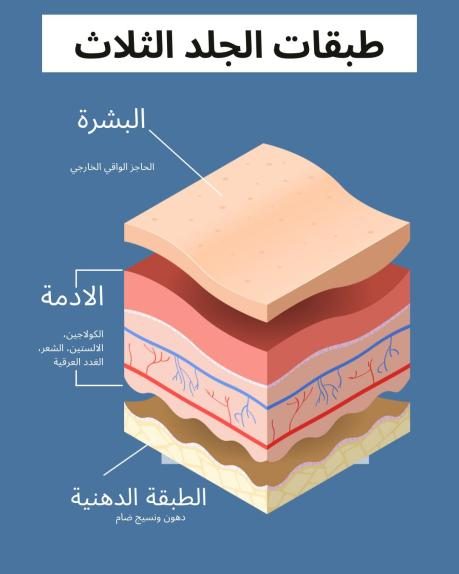 طبقات الجلد الثلاث
البشرة
الحاجز الواقي الخارجي
الادمة
الكولاجين،
الالستين، الشعر،
الغدد العرقية
الطبقة الدهنية
دهون ونسيج ضام